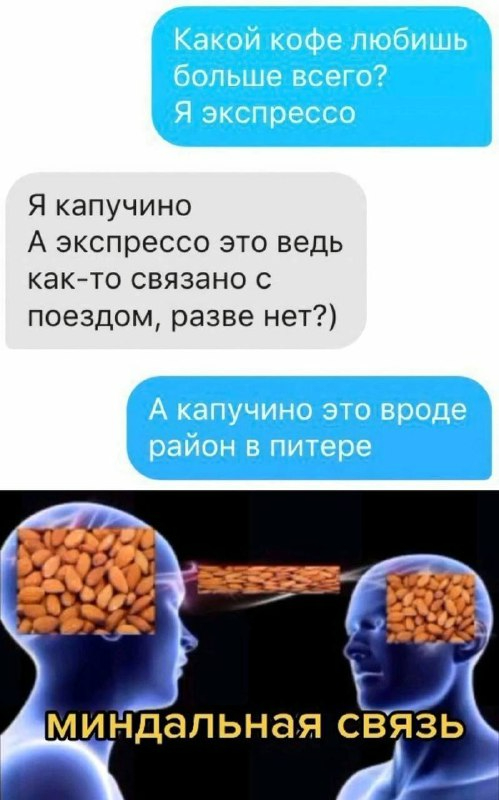 Какой кофе любишь
больше всего?
Я экспрессо
Я капучино
А экспрессо это ведь
как-то связано с
поездом, разве нет?)
А капучино это вроде
район в питере
миндальная связь